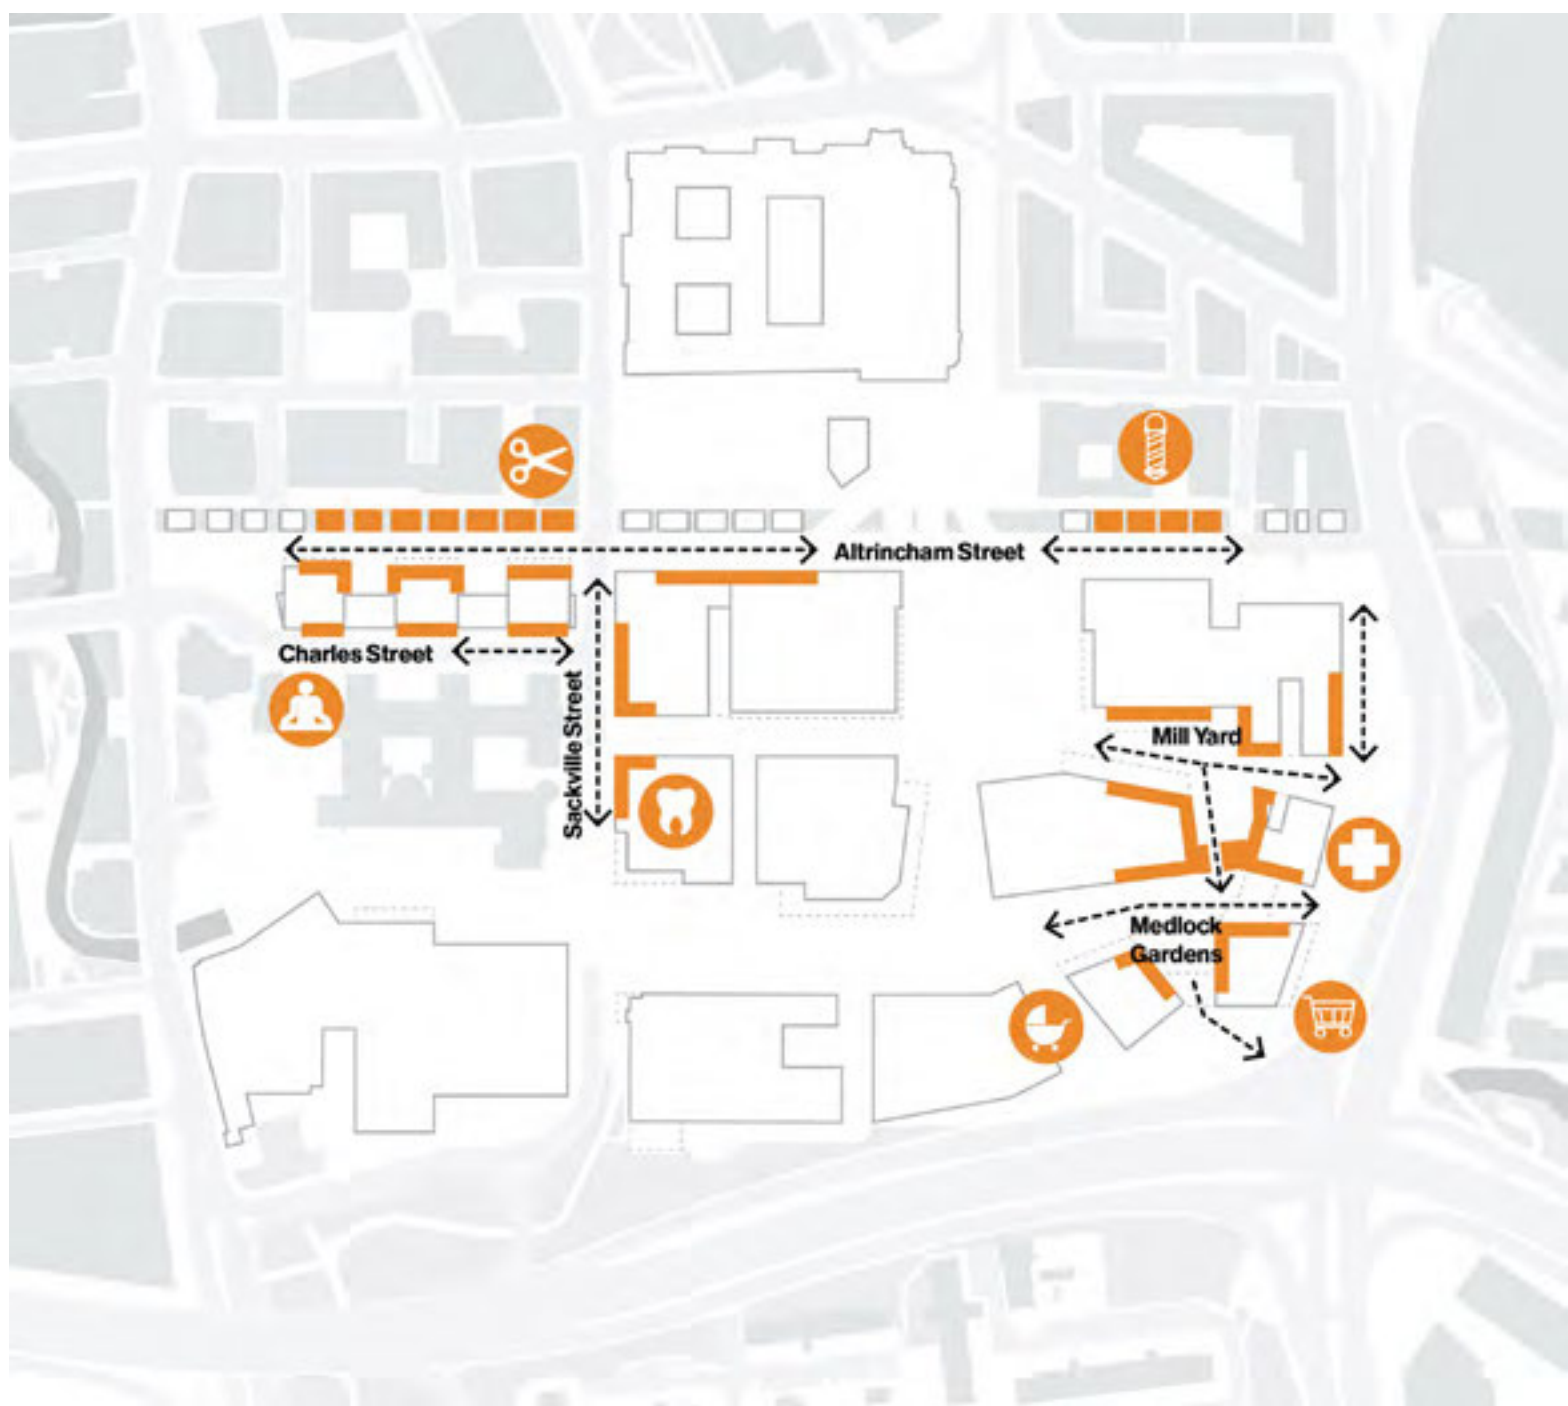 Altrincham Street
Charles Street
Sackville Street
Mill Yard
Medlock
Gardens